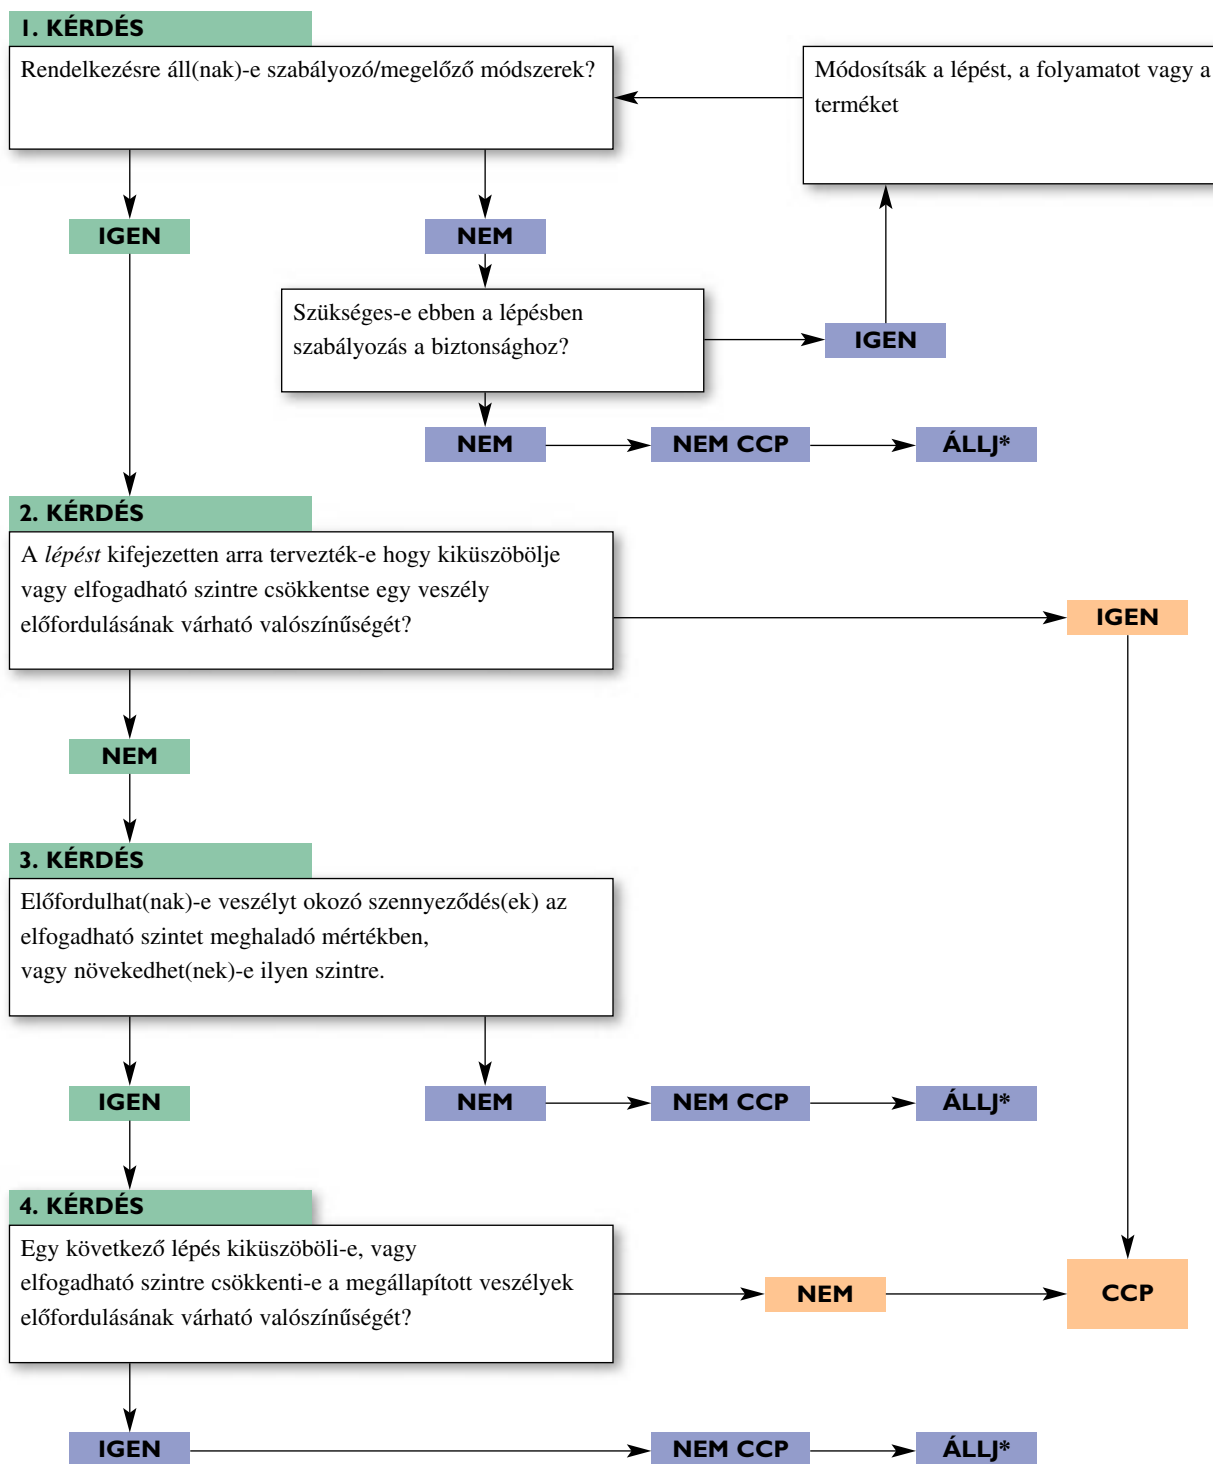 1. KÉRDÉS
Rendelkezésre áll(nak)-e szabályozó/megelőző módszerek?
Módosítsák a lépést, a folyamatot vagy a
terméket
IGEN
NEM
Szükséges-e ebben a lépésben
szabályozás a biztonsághoz?
IGEN
NEM
NEM CCP
ÁLLJ*
2. KÉRDÉS
A lépést kifejezetten arra tervezték-e hogy kiküszöbölje
vagy elfogadható szintre csökkentse egy veszély
előfordulásának várható valószínűségét?
IGEN
NEM
3. KÉRDÉS
Előfordulhat(nak)-e veszélyt okozó szennyeződés(ek) az
elfogadható szintet meghaladó mértékben,
vagy növekedhet(nek)-e ilyen szintre.
IGEN
NEM
NEM CCP
ÁLLJ*
4. KÉRDÉS
Egy következő lépés kiküszöböli-e, vagy
elfogadható szintre csökkenti-e a megállapított veszélyek
előfordulásának várható valószínűségét?
NEM
CCP
IGEN
NEM CCP
ÁLLJ*